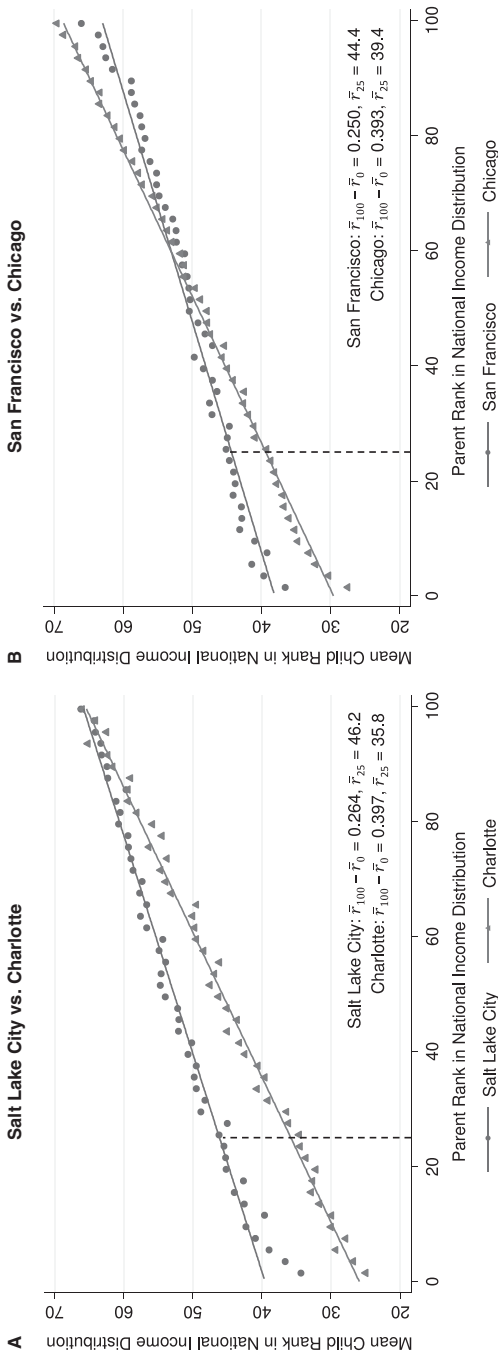 A
Salt Lake City vs. Charlotte
Mean Child Rank in National Income Distribution
70
60
50
40
30
20
0
20
40
60
80
100
Salt Lake City: r̄100 − r̄0 = 0.264, r̄25 = 46.2
Charlotte: r̄100 − r̄0 = 0.397, r̄25 = 35.8
Parent Rank in National Income Distribution
Salt Lake City
Charlotte
B
San Francisco vs. Chicago
Mean Child Rank in National Income Distribution
70
60
50
40
30
20
0
20
40
60
80
100
San Francisco: r̄100 − r̄0 = 0.250, r̄25 = 44.4
Chicago: r̄100 − r̄0 = 0.393, r̄25 = 39.4
Parent Rank in National Income Distribution
San Francisco
Chicago